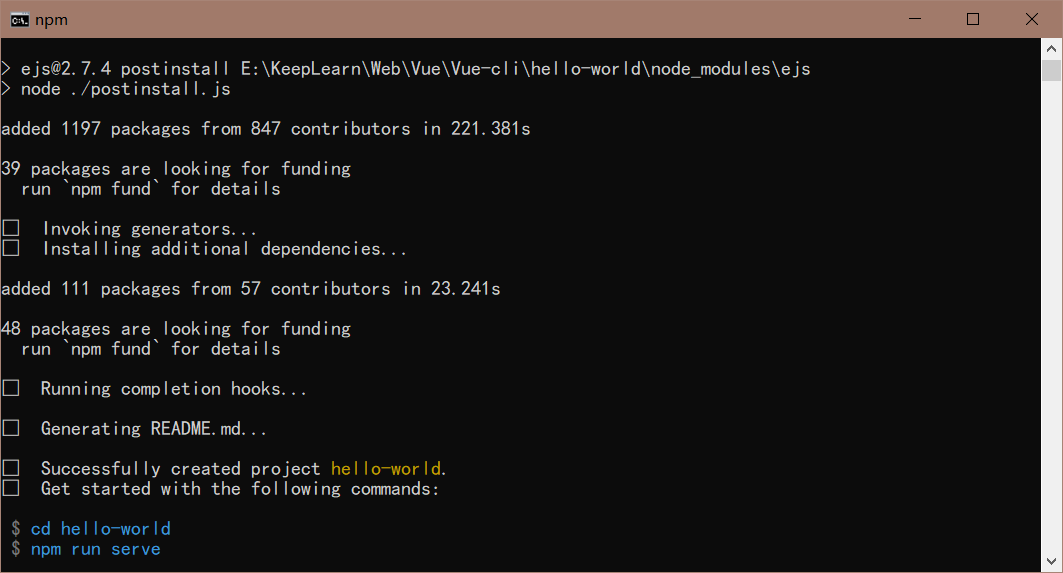 npm
> ejs@2.7.4 postinstall E:\KeepLearn\Web\Vue\Vue-cli\hello-world\node_modules\ejs
> node ./postinstall.js
added 1197 packages from 847 contributors in 221.381s
39 packages are looking for funding
run `npm fund` for details
□ Invoking generators...
□ Installing additional dependencies...
added 111 packages from 57 contributors in 23.241s
48 packages are looking for funding
run `npm fund` for details
□ Running completion hooks...
□ Generating README.md...
□ Successfully created project hello-world.
□ Get started with the following commands:
$ cd hello-world
$ npm run serve